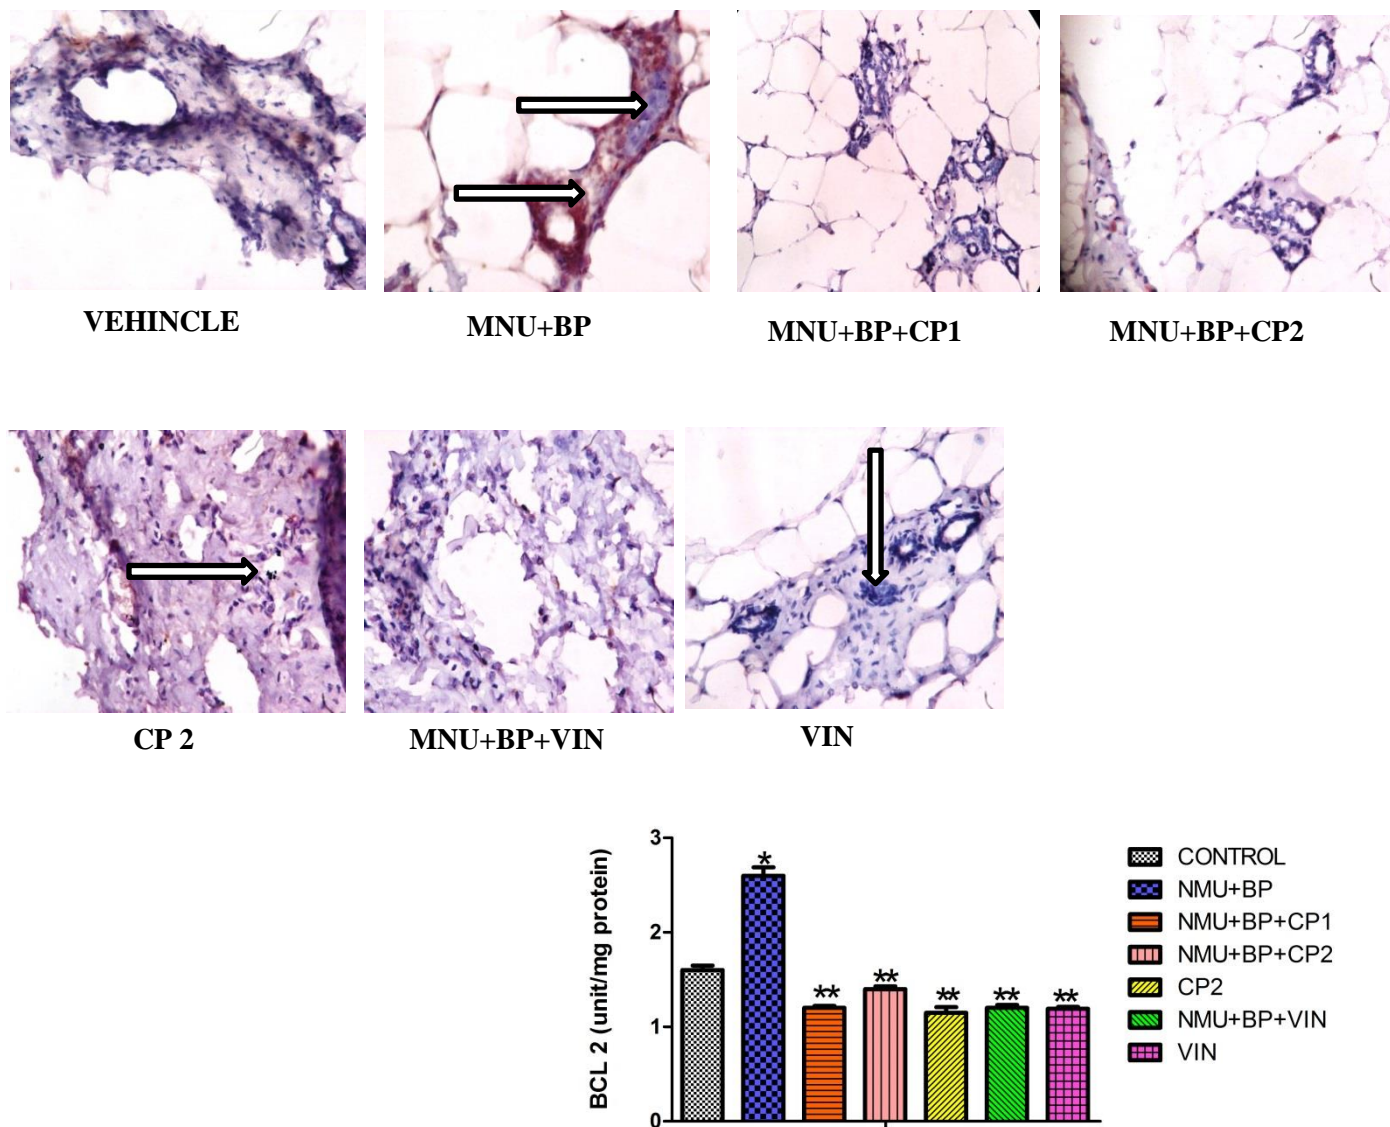 VEHINCLE
MNU+BP
MNU+BP+CP1
MNU+BP+CP2
CP 2
MNU+BP+VIN
VIN
BCL 2 (unit/mg protein)
3
2
1
0
*
**
**
**
**
**
CONTROL
NMU+BP
NMU+BP+CP1
NMU+BP+CP2
CP2
NMU+BP+VIN
VIN